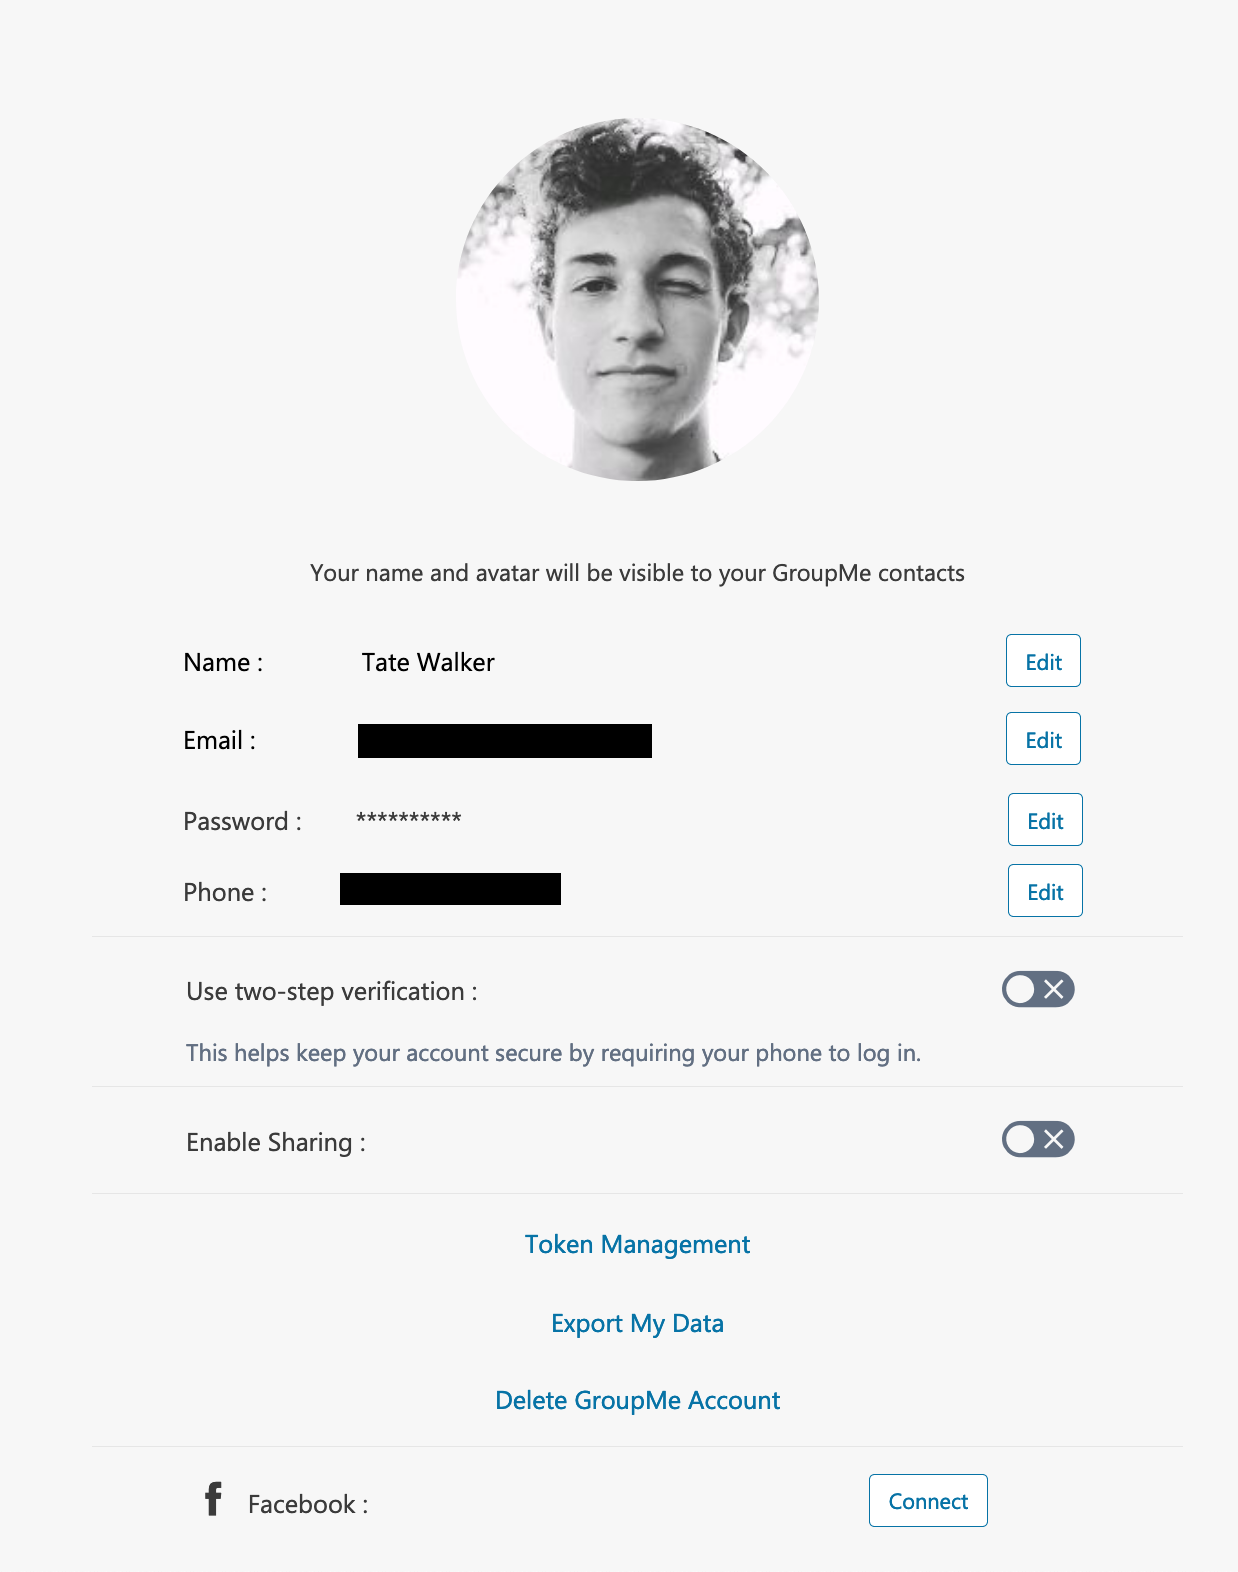 Your name and avatar will be visible to your GroupMe contacts
Name : Tate Walker Edit
Email : Edit
Password : ********** Edit
Phone : Edit
Use two-step verification :
This helps keep your account secure by requiring your phone to log in.
Enable Sharing :
Token Management
Export My Data
Delete GroupMe Account
Facebook : Connect